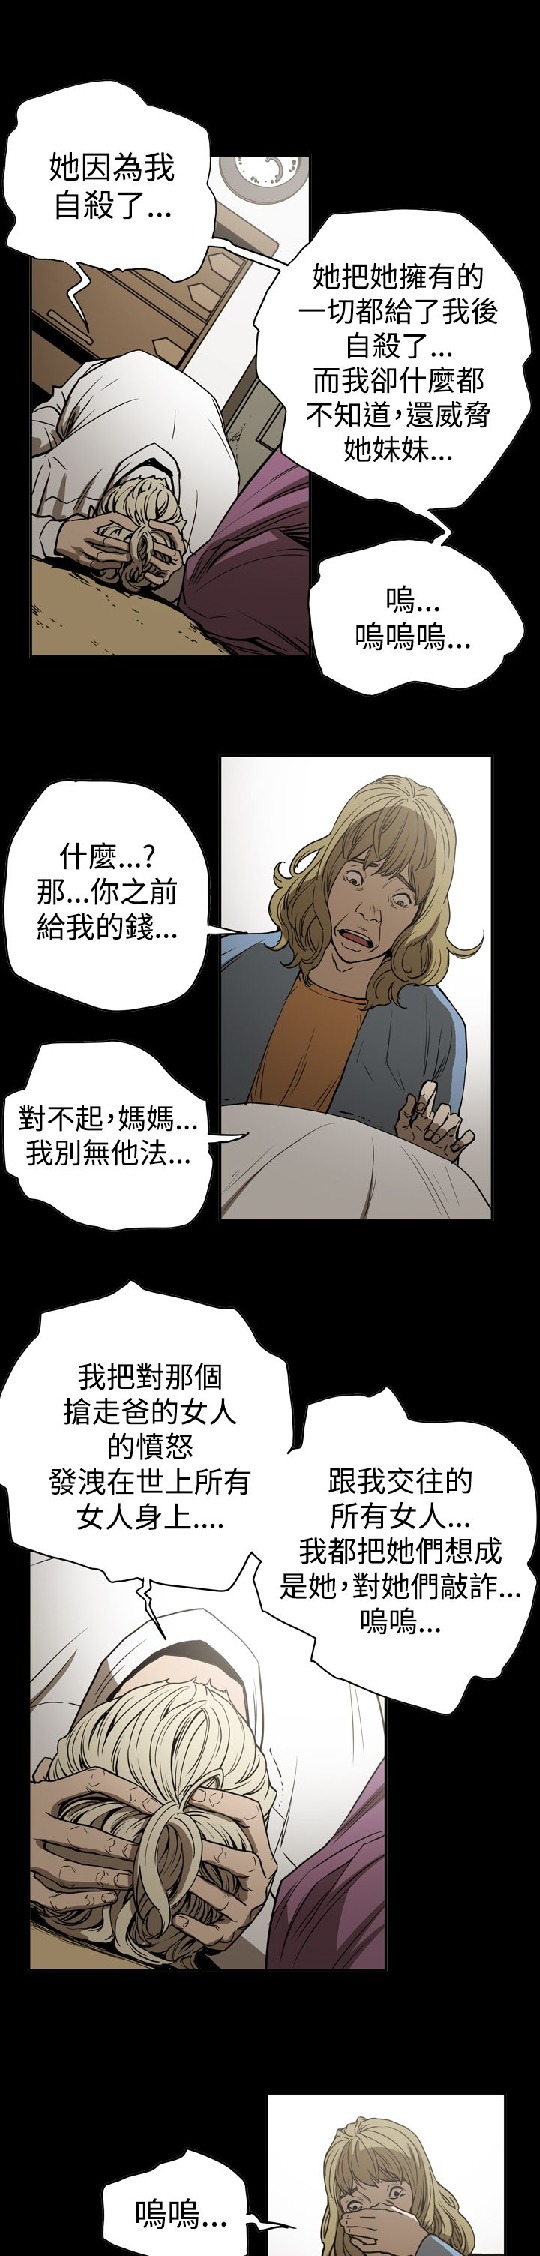 她因為我
自殺了...
她把她擁有的
一切都給了我後
自殺了...
而我卻什麼都
不知道,還威脅
她妹妹...
嗚...
嗚嗚嗚...
什麼...?
那...你之前
給我的錢...
對不起,媽媽...
我別無他法...
我把對那個
搶走爸的女人
的憤怒
發洩在世上所有
女人身上....
跟我交往的
所有女人...
我都把她們想成
是她,對她們敲詐...
嗚嗚...
嗚嗚...